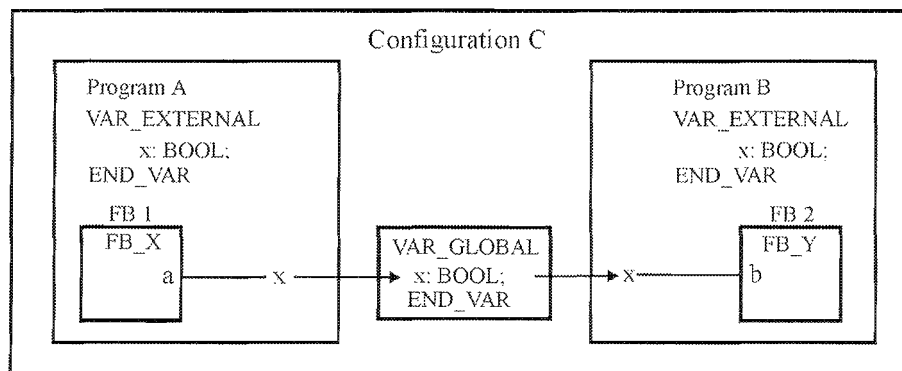 Configuration C
Program A
VAR_EXTERNAL
x: BOOL;
END_VAR
FB 1
FB_X
a
x
VAR_GLOBAL
x: BOOL;
END_VAR
Program B
VAR_EXTERNAL
x: BOOL;
END_VAR
FB 2
FB_Y
x
b